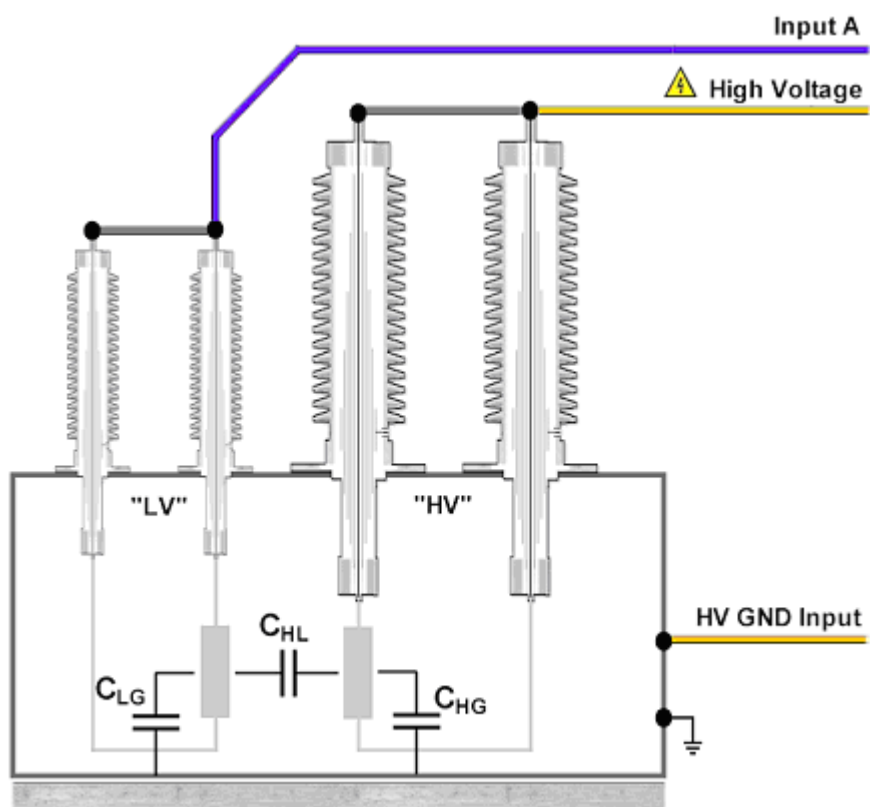 Input A
High Voltage
"LV"
"HV"
HV GND Input
CHL
CLG
CHG